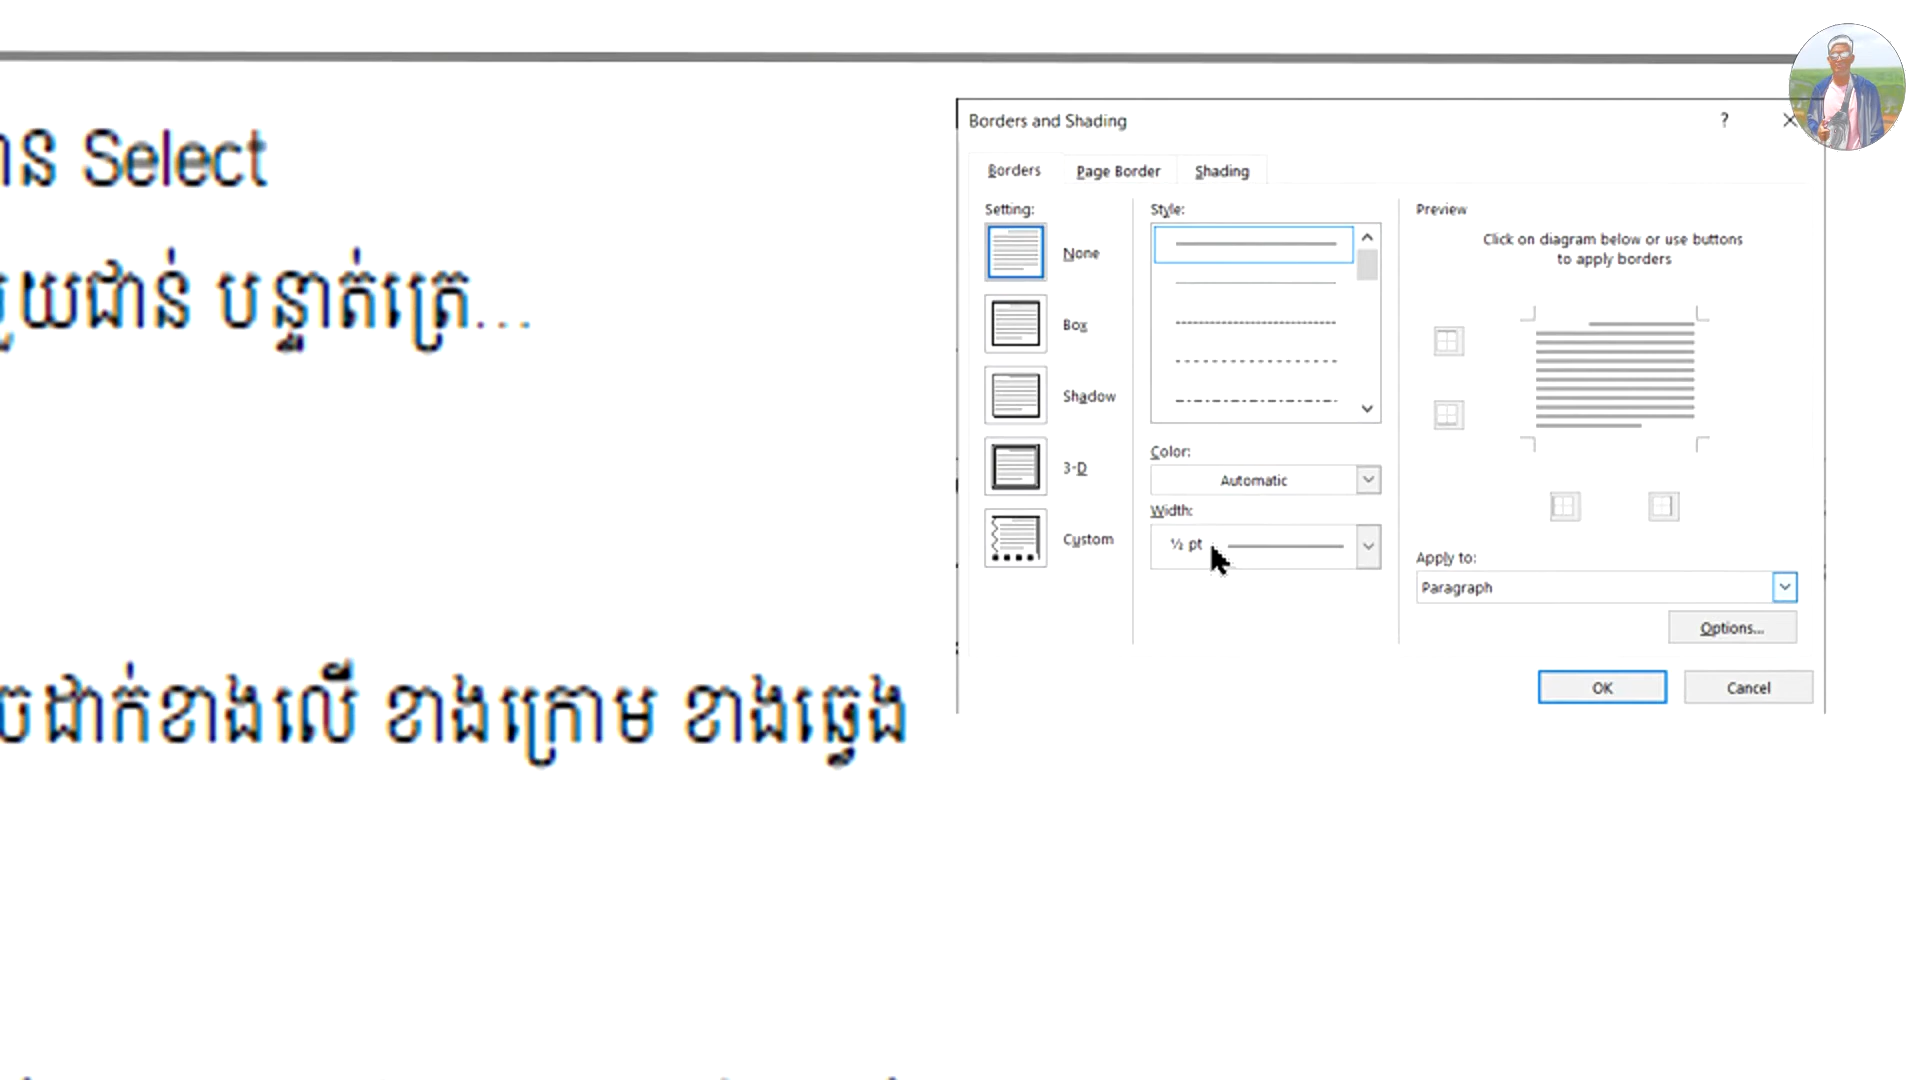 ាន Select
មួយជាន់ បន្ទាត់ត្រេ...
ចដាក់ខាងលើ ខាងក្រោម ខាងឆ្វេង
Borders and Shading
?
Borders Page Border Shading
Setting:
None
Box
Shadow
3-D
Custom
Style:
Color:
Automatic
Width:
½ pt
Preview
Click on diagram below or use buttons
to apply borders
Apply to:
Paragraph
Options...
OK Cancel